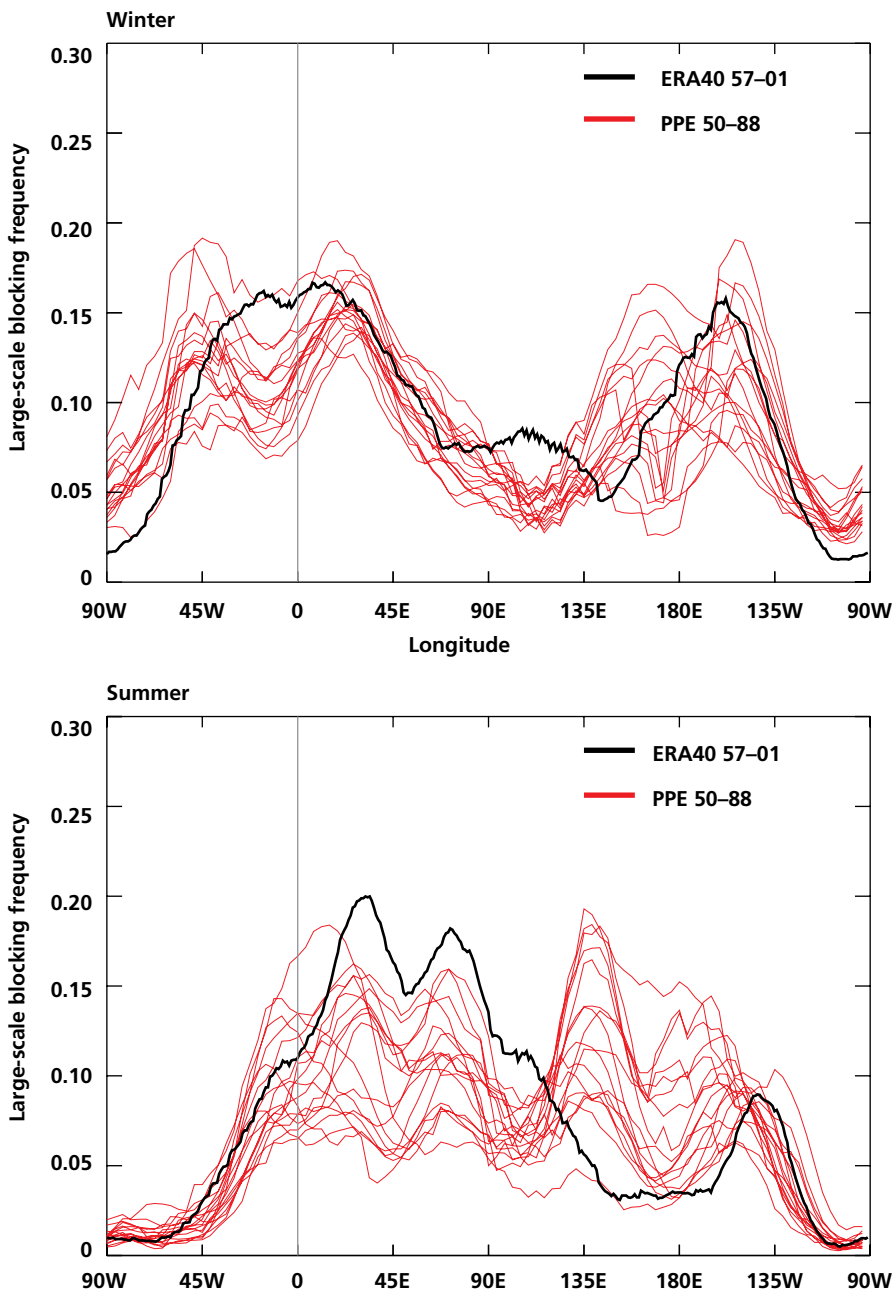 Winter
0.30
0.25
0.20
0.15
0.10
0.05
0
Large-scale blocking frequency
ERA40 57–01
PPE 50–88
90W 45W 0 45E 90E 135E 180E 135W 90W
Longitude
Summer
0.30
0.25
0.20
0.15
0.10
0.05
0
Large-scale blocking frequency
ERA40 57–01
PPE 50–88
90W 45W 0 45E 90E 135E 180E 135W 90W